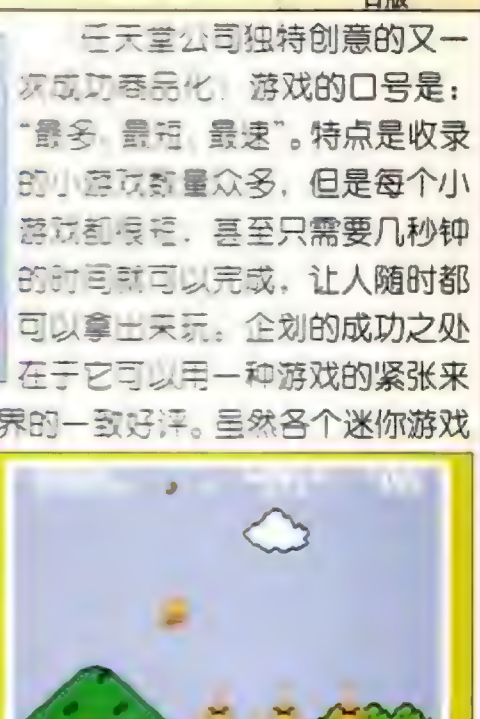 日版
任天堂公司独特创意的又一
次成功商品化。游戏的口号是：
“最多、最短、最速”。特点是收录
的小游戏数量众多，但是每个小
游戏都很短，甚至只需要几秒钟
的时间就可以完成，让人随时都
可以拿出来玩。企划的成功之处
在于它可以用一种游戏的紧张来
界的一致好评。虽然各个迷你游戏